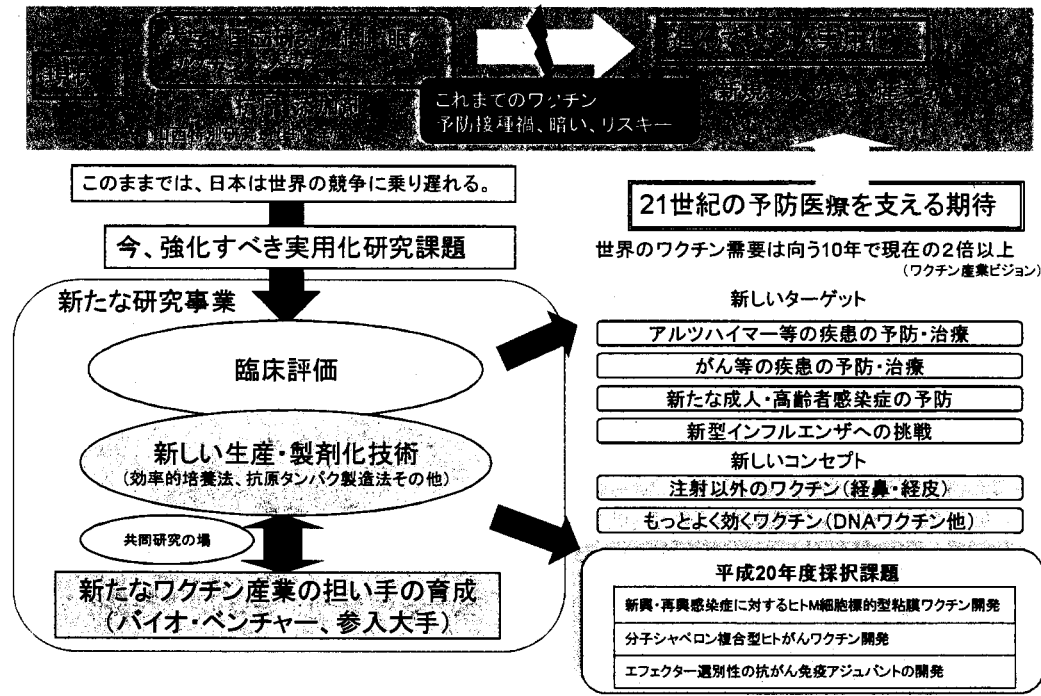 これまでのワクチン
予防接種禍、暗い、リスキー
このままでは、日本は世界の競争に乗り遅れる。
今、強化すべき実用化研究課題
新たな研究事業
臨床評価
新しい生産・製剤化技術
(効率的培養法、抗原タンパク製造法その他)
共同研究の場
新たなワクチン産業の担い手の育成
(バイオ・ベンチャー、参入大手)
21世紀の予防医療を支える期待
世界のワクチン需要は向う10年で現在の2倍以上
(ワクチン産業ビジョン)
新しいターゲット
アルツハイマー等の疾患の予防・治療
がん等の疾患の予防・治療
新たな成人・高齢者感染症の予防
新型インフルエンザへの挑戦
新しいコンセプト
注射以外のワクチン(経鼻・経皮)
もっとよく効くワクチン(DNAワクチン他)
平成20年度採択課題
新興・再興感染症に対するヒトM細胞標的型粘膜ワクチン開発
分子シャペロン複合型ヒトがんワクチン開発
エフェクター選別性の抗がん免疫アジュバントの開発